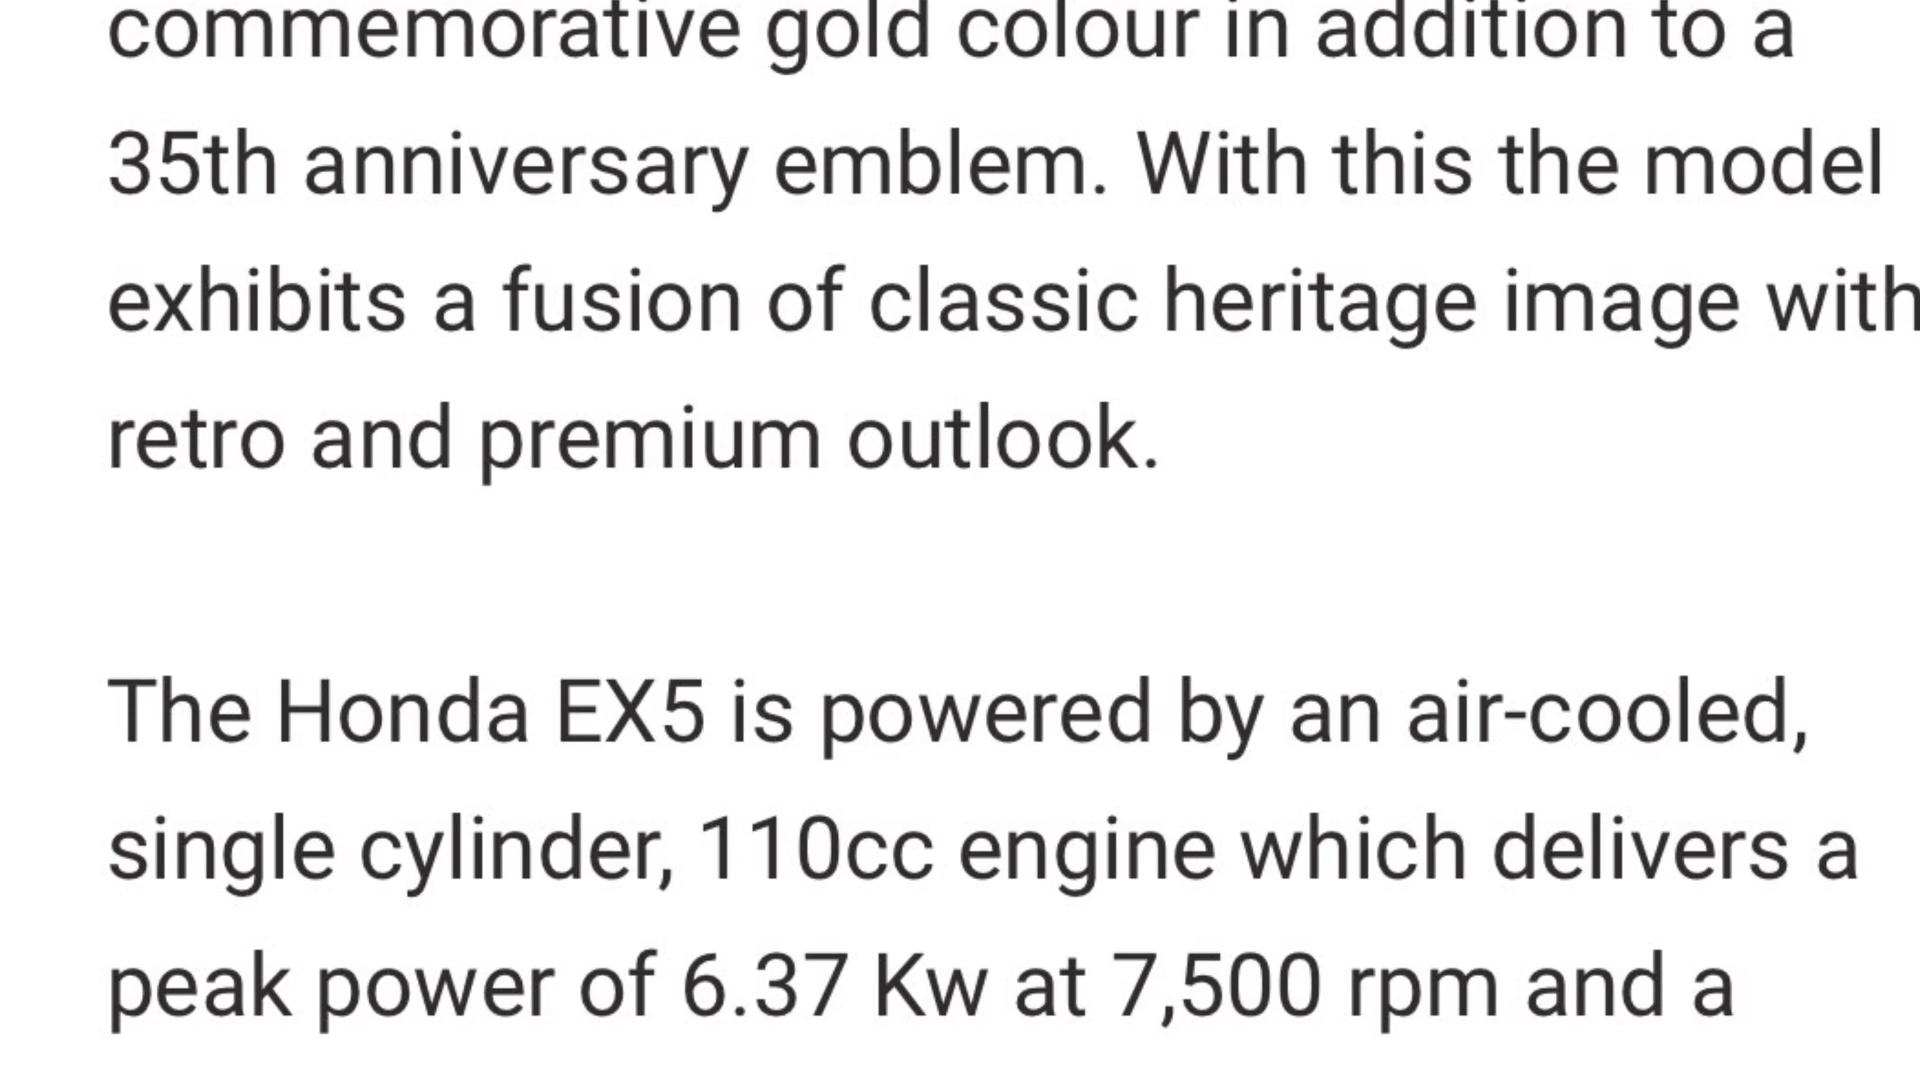 commemorative gold colour in addition to a
35th anniversary emblem. With this the model
exhibits a fusion of classic heritage image with
retro and premium outlook.
The Honda EX5 is powered by an air-cooled,
single cylinder, 110cc engine which delivers a
peak power of 6.37 Kw at 7,500 rpm and a